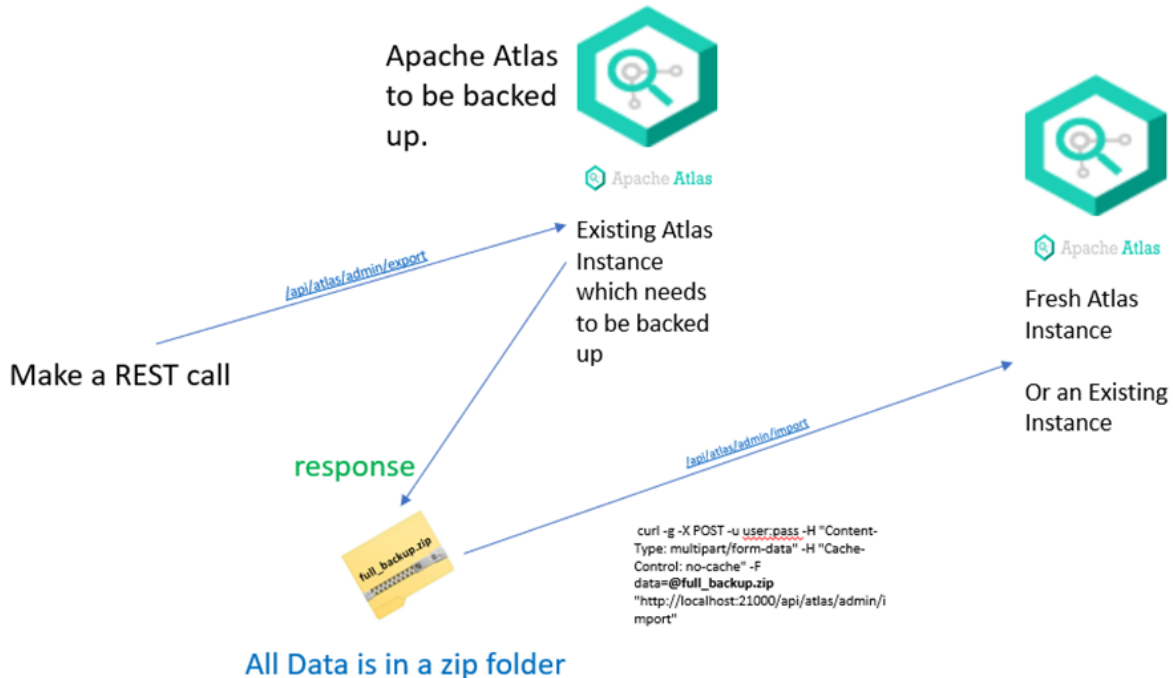 Apache Atlas
to be backed
up.
Apache Atlas
Apache Atlas
/api/atlas/admin/export
Existing Atlas
Instance
which needs
to be backed
up
Fresh Atlas
Instance
Or an Existing
Instance
Make a REST call
/api/atlas/admin/import
response
full_backup.zip
curl -g -X POST -u user:pass -H "Content-
Type: multipart/form-data" -H "Cache-
Control: no-cache" -F
data=@full_backup.zip
"http://localhost:21000/api/atlas/admin/i
mport"
All Data is in a zip folder